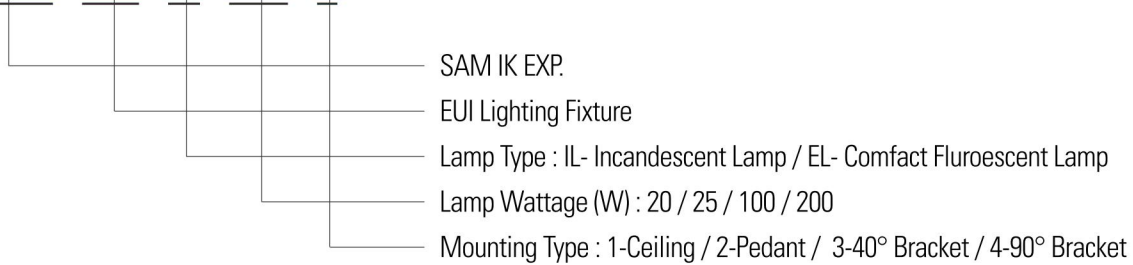 SAM IK EXP.
EUI Lighting Fixture
Lamp Type : IL- Incandescent Lamp / EL- Comfact Fluroescent Lamp
Lamp Wattage (W) : 20 / 25 / 100 / 200
Mounting Type : 1-Ceiling / 2-Pedant / 3-40° Bracket / 4-90° Bracket